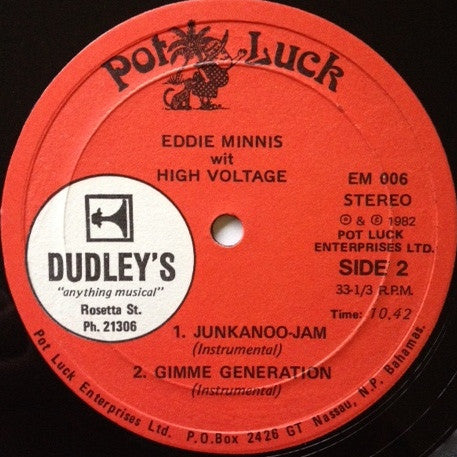 Pot Luck
EDDIE MINNIS
wit
HIGH VOLTAGE
EM 006
STEREO
℗ & © 1982
POT LUCK
ENTERPRISES LTD.
SIDE 2
33-1/3 R.P.M.
Time: 10,42
DUDLEY'S
"anything musical"
Rosetta St.
Ph. 21306
1. JUNKANOO-JAM
(Instrumental)
2. GIMME GENERATION
(Instrumental)
Pot Luck Enterprises Ltd. P.O.Box 2426 GT Nassau, N.P. Bahamas.